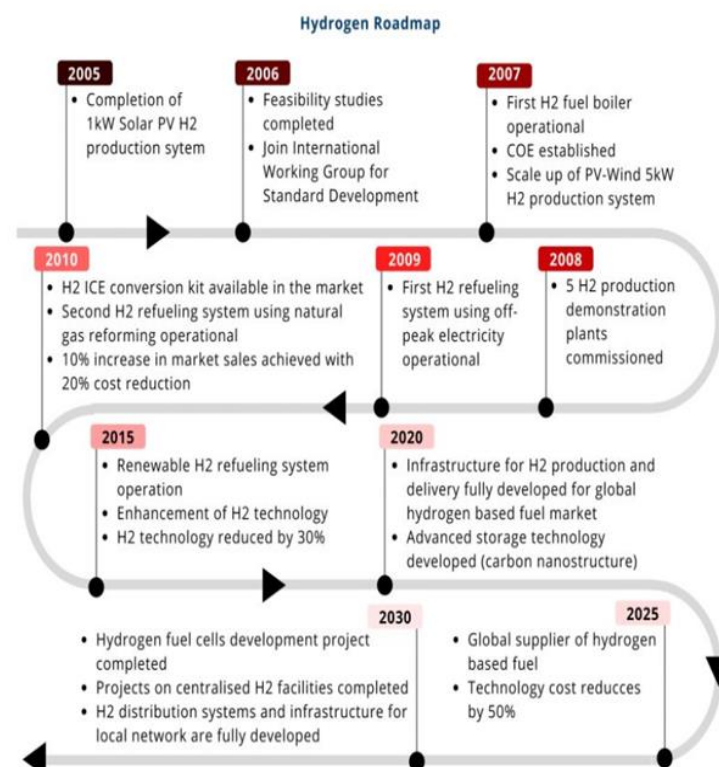 Hydrogen Roadmap
2005
• Completion of
1kW Solar PV H2
production sytem
2006
• Feasibility studies
completed
• Join International
Working Group for
Standard Development
2007
• First H2 fuel boiler
operational
• COE established
• Scale up of PV-Wind 5kW
H2 production system
2008
• 5 H2 production
demonstration
plants
commissioned
2009
• First H2 refueling
system using off-
peak electricity
operational
2010
• H2 ICE conversion kit available in the market
• Second H2 refueling system using natural
gas reforming operational
• 10% increase in market sales achieved with
20% cost reduction
2015
• Renewable H2 refueling system
operation
• Enhancement of H2 technology
• H2 technology reduced by 30%
2020
• Infrastructure for H2 production and
delivery fully developed for global
hydrogen based fuel market
• Advanced storage technology
developed (carbon nanostructure)
2025
• Global supplier of hydrogen
based fuel
• Technology cost reducces
by 50%
2030
• Hydrogen fuel cells development project
completed
• Projects on centralised H2 facilities completed
• H2 distribution systems and infrastructure for
local network are fully developed